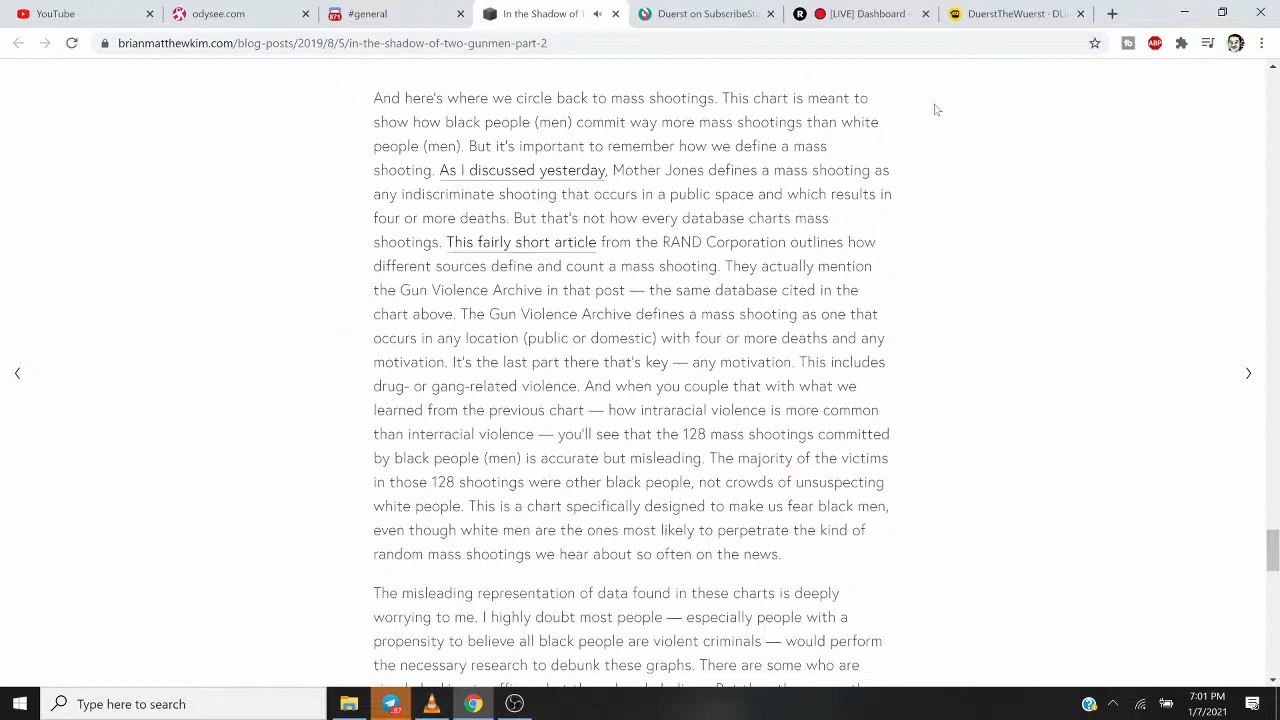 YouTube
odysee.com
#general
In the Shadow of
Duerst on SubscribeSt
[LIVE] Dashboard -
DuerstTheWuerst · DLi
871
brianmatthewkim.com/blog-posts/2019/8/5/in-the-shadow-of-two-gunmen-part-2
ABP
And here's where we circle back to mass shootings. This chart is meant to
show how black people (men) commit way more mass shootings than white
people (men). But it's important to remember how we define a mass
shooting. As I discussed yesterday, Mother Jones defines a mass shooting as
any indiscriminate shooting that occurs in a public space and which results in
four or more deaths. But that's not how every database charts mass
shootings. This fairly short article from the RAND Corporation outlines how
different sources define and count a mass shooting. They actually mention
the Gun Violence Archive in that post — the same database cited in the
chart above. The Gun Violence Archive defines a mass shooting as one that
occurs in any location (public or domestic) with four or more deaths and any
motivation. It's the last part there that's key — any motivation. This includes
drug- or gang-related violence. And when you couple that with what we
learned from the previous chart — how intraracial violence is more common
than interracial violence — you'll see that the 128 mass shootings committed
by black people (men) is accurate but misleading. The majority of the victims
in those 128 shootings were other black people, not crowds of unsuspecting
white people. This is a chart specifically designed to make us fear black men,
even though white men are the ones most likely to perpetrate the kind of
random mass shootings we hear about so often on the news.
The misleading representation of data found in these charts is deeply
worrying to me. I highly doubt most people — especially people with a
propensity to believe all black people are violent criminals — would perform
the necessary research to debunk these graphs. There are some who are
Type here to search
87
7:01 PM
1/7/2021